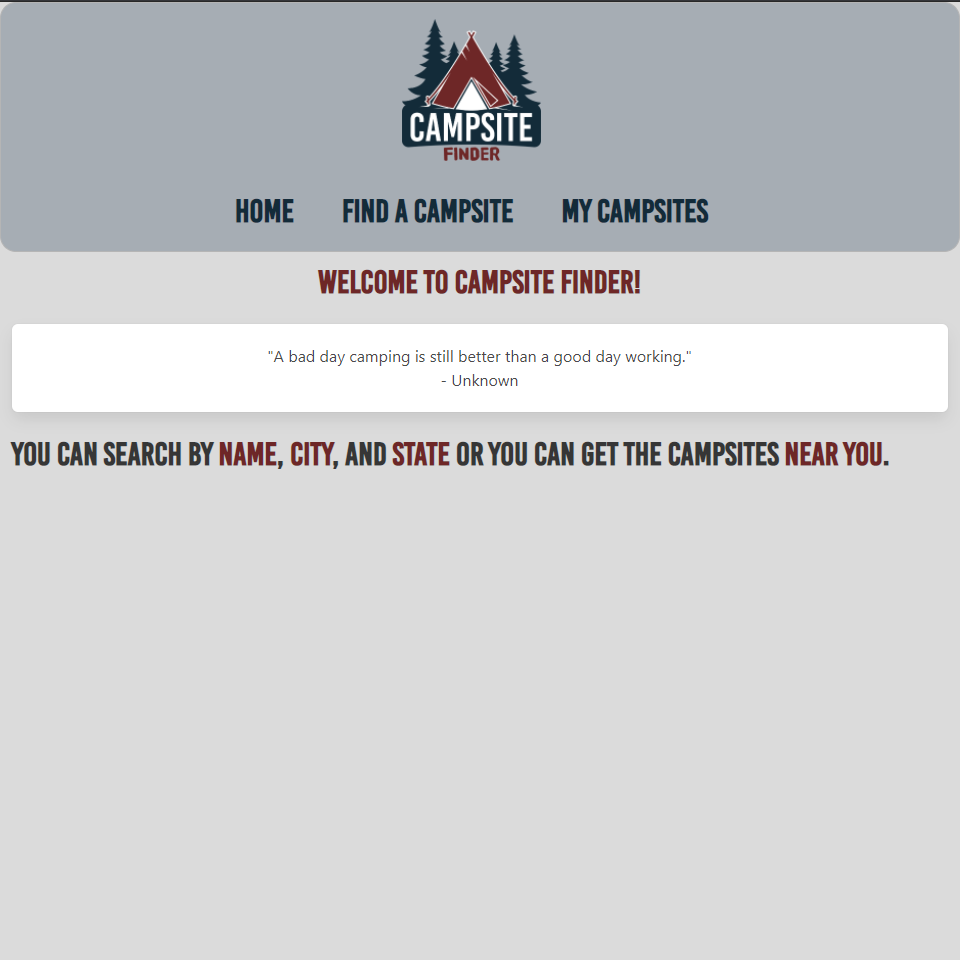 CAMPSITE
FINDER
HOME FIND A CAMPSITE MY CAMPSITES
WELCOME TO CAMPSITE FINDER!
"A bad day camping is still better than a good day working."
- Unknown
YOU CAN SEARCH BY NAME, CITY, AND STATE OR YOU CAN GET THE CAMPSITES NEAR YOU.